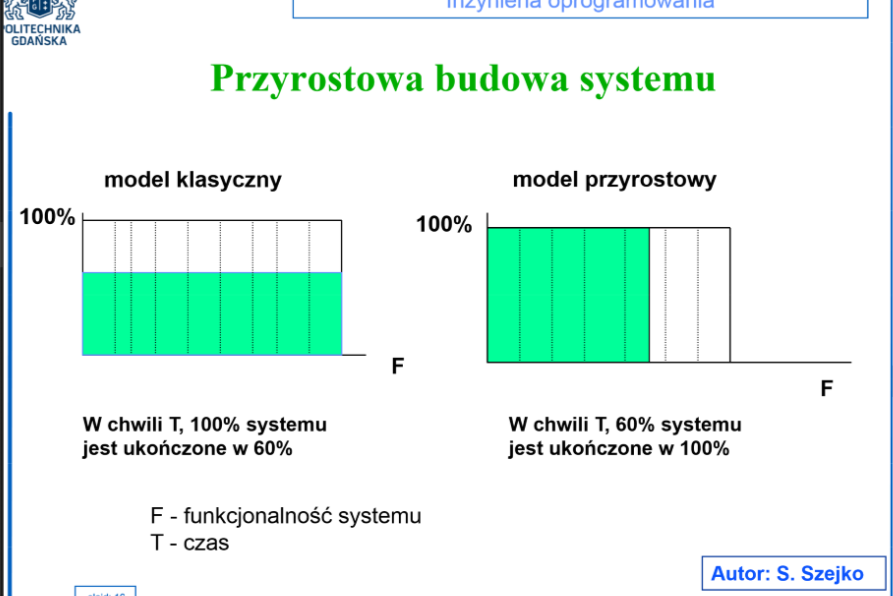 POLITECHNIKA
GDAŃSKA
Inżynieria oprogramowania
Przyrostowa budowa systemu
model klasyczny
model przyrostowy
100%
100%
F
F
W chwili T, 100% systemu
jest ukończone w 60%
W chwili T, 60% systemu
jest ukończone w 100%
F - funkcjonalność systemu
T - czas
Autor: S. Szejko